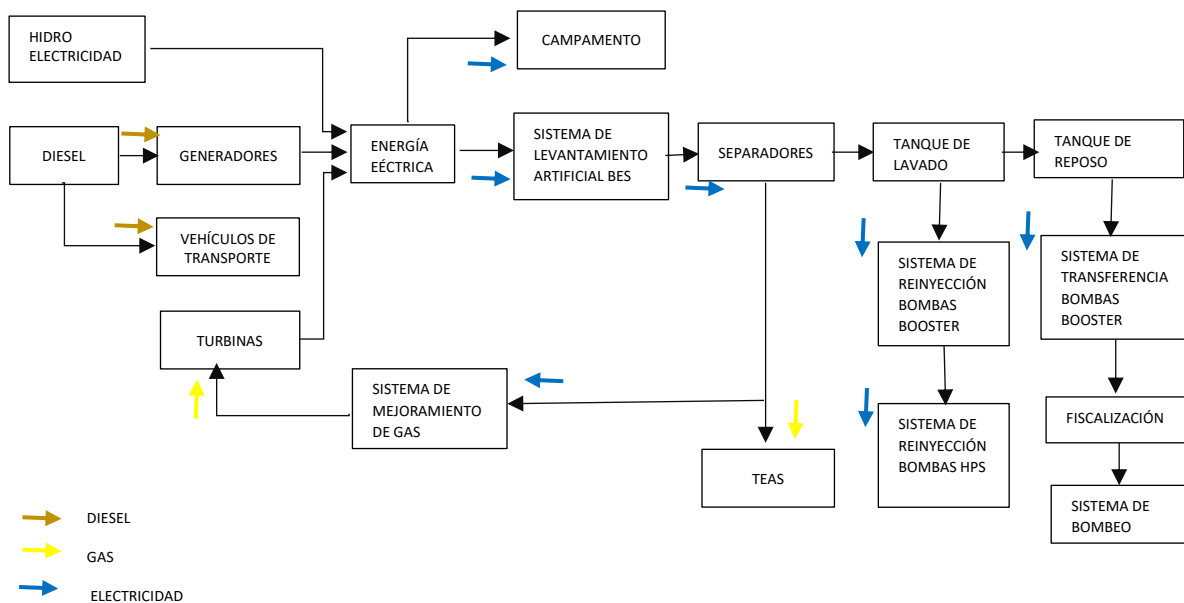 HIDRO
ELECTRICIDAD
CAMPAMENTO
DIESEL
GENERADORES
ENERGÍA
EÉCTRICA
SISTEMA DE
LEVANTAMIENTO
ARTIFICIAL BES
SEPARADORES
TANQUE DE
LAVADO
TANQUE DE
REPOSO
VEHÍCULOS DE
TRANSPORTE
SISTEMA DE
REINYECCIÓN
BOMBAS
BOOSTER
SISTEMA DE
TRANSFERENCIA
BOMBAS
BOOSTER
TURBINAS
SISTEMA DE
MEJORAMIENTO
DE GAS
SISTEMA DE
REINYECCIÓN
BOMBAS HPS
FISCALIZACIÓN
TEAS
SISTEMA DE
BOMBEO
DIESEL
GAS
ELECTRICIDAD